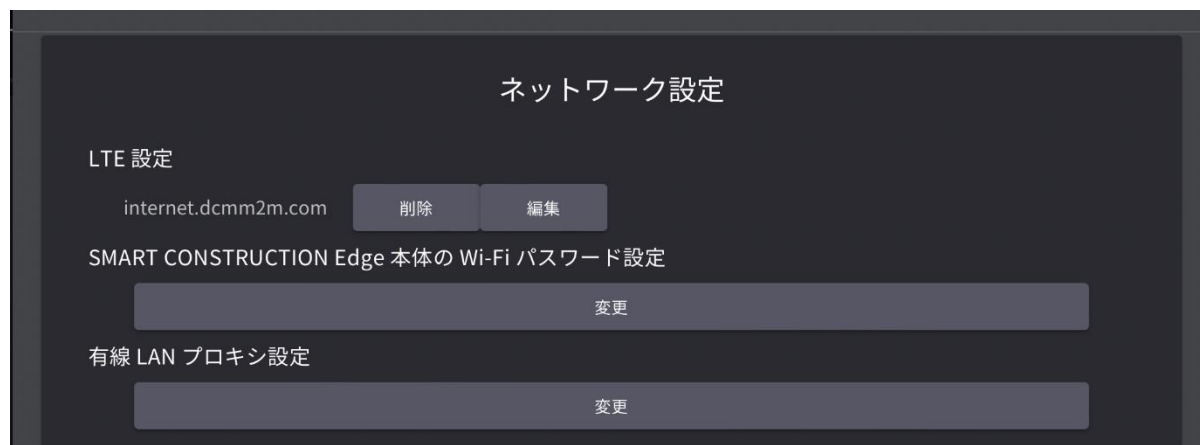 ネットワーク設定
LTE 設定
internet.dcmm2m.com 削除 編集
SMART CONSTRUCTION Edge 本体の Wi-Fi パスワード設定
変更
有線 LAN プロキシ設定
変更